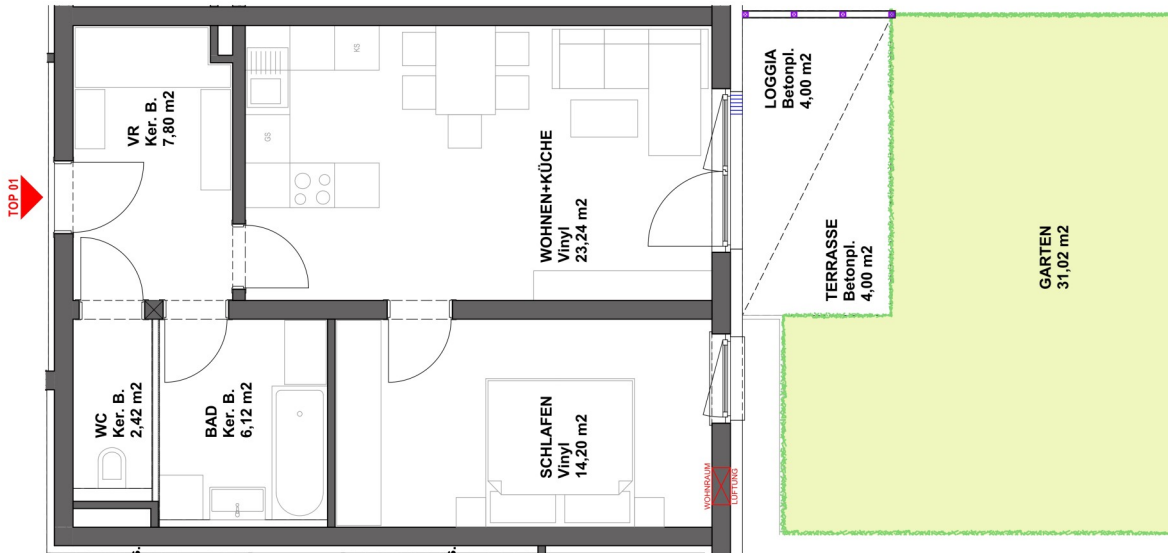 TOP 01
VR
Ker. B.
7,80 m2
KS
GS
WOHNEN+KÜCHE
Vinyl
23,24 m2
LOGGIA
Betonpl.
4,00 m2
TERRASSE
Betonpl.
4,00 m2
GARTEN
31,02 m2
WC
Ker. B.
2,42 m2
BAD
Ker. B.
6,12 m2
SCHLAFEN
Vinyl
14,20 m2
WOHNRAUM
LÜFTUNG